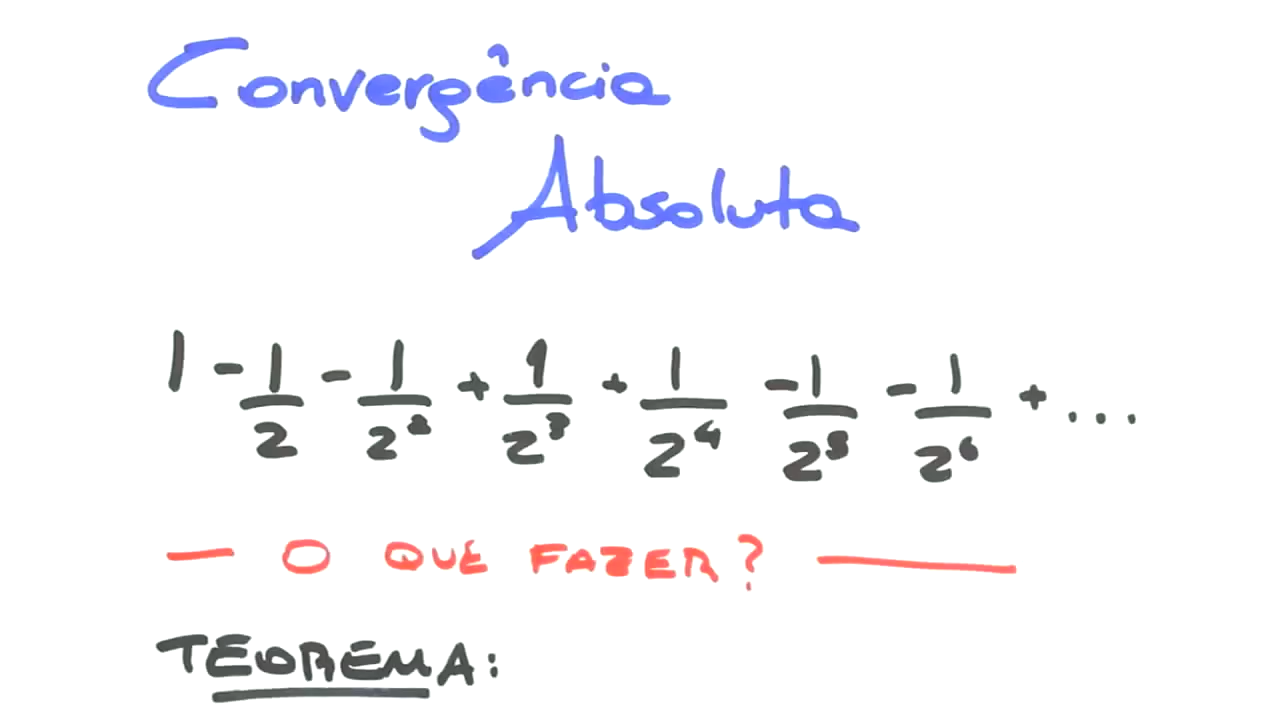 Convergência
Absoluta
1 - 1/2 - 1/2² + 1/2³ + 1/2⁴ - 1/2⁵ - 1/2⁶ + ...
— O QUE FAZER? —
TEOREMA: